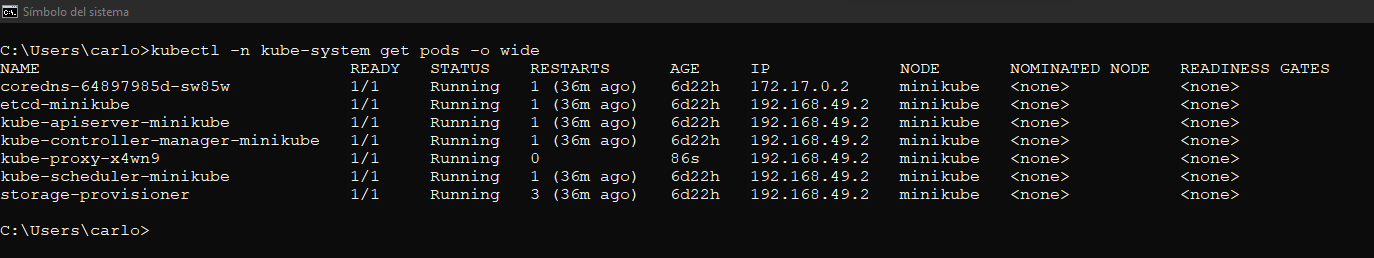 Símbolo del sistema
C:\Users\carlo>kubectl -n kube-system get pods -o wide
NAME READY STATUS RESTARTS AGE IP NODE NOMINATED NODE READINESS GATES
coredns-64897985d-sw85w 1/1 Running 1 (36m ago) 6d22h 172.17.0.2 minikube <none> <none>
etcd-minikube 1/1 Running 1 (36m ago) 6d22h 192.168.49.2 minikube <none> <none>
kube-apiserver-minikube 1/1 Running 1 (36m ago) 6d22h 192.168.49.2 minikube <none> <none>
kube-controller-manager-minikube 1/1 Running 1 (36m ago) 6d22h 192.168.49.2 minikube <none> <none>
kube-proxy-x4wn9 1/1 Running 0 86s 192.168.49.2 minikube <none> <none>
kube-scheduler-minikube 1/1 Running 1 (36m ago) 6d22h 192.168.49.2 minikube <none> <none>
storage-provisioner 1/1 Running 3 (36m ago) 6d22h 192.168.49.2 minikube <none> <none>
C:\Users\carlo>